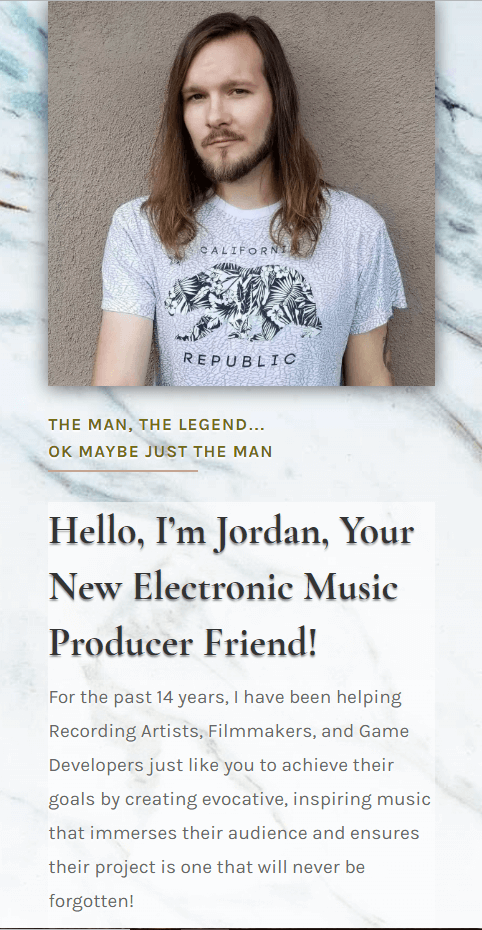 CALIFORNI
REPUBLIC
THE MAN, THE LEGEND...
OK MAYBE JUST THE MAN
Hello, I’m Jordan, Your
New Electronic Music
Producer Friend!
For the past 14 years, I have been helping
Recording Artists, Filmmakers, and Game
Developers just like you to achieve their
goals by creating evocative, inspiring music
that immerses their audience and ensures
their project is one that will never be
forgotten!